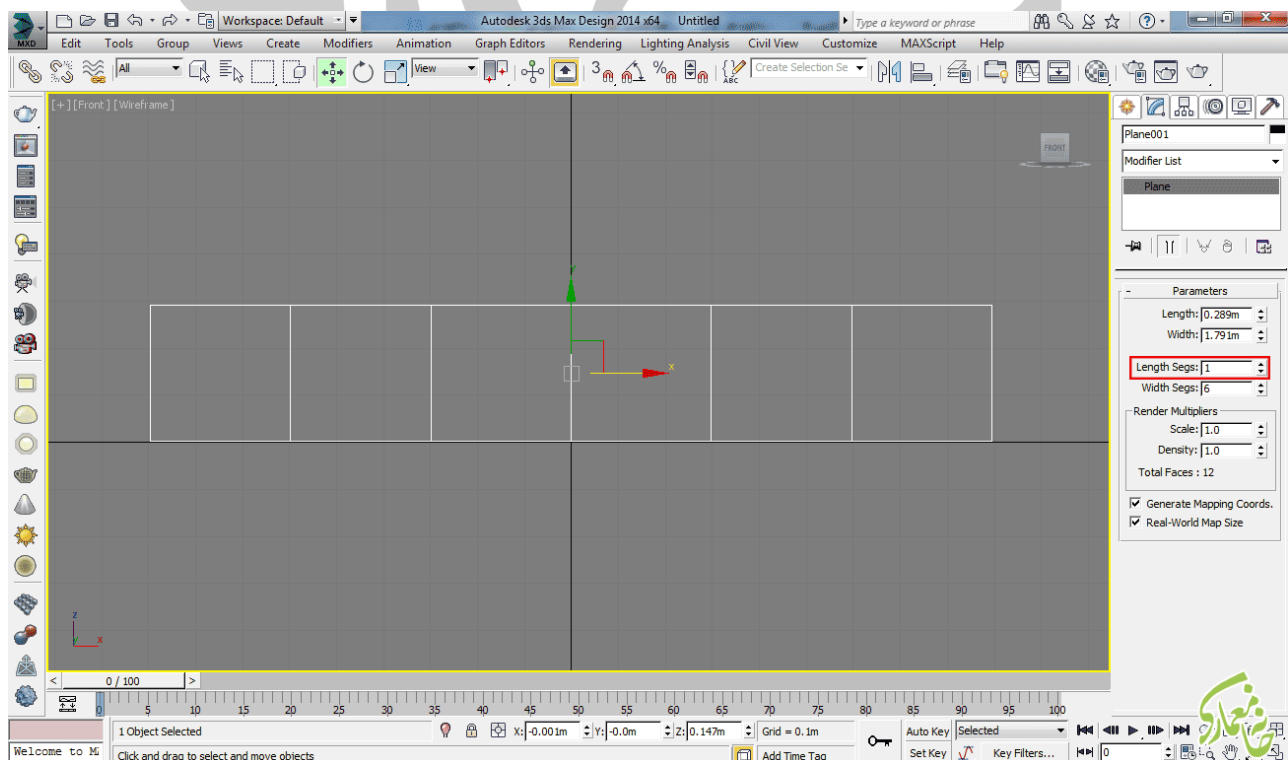 Workspace: Default
Autodesk 3ds Max Design 2014 x64 Untitled
Type a keyword or phrase
MXD
Edit Tools Group Views Create Modifiers Animation Graph Editors Rendering Lighting Analysis Civil View Customize MAXScript Help
All
View
3
%
ABC
Create Selection Se
[+][Front][Wireframe]
FRONT
y
x
z
y x
Plane001
Modifier List
Plane
- Parameters
Length: 0.289m
Width: 1.791m
Length Segs: 1
Width Segs: 6
Render Multipliers
Scale: 1.0
Density: 1.0
Total Faces : 12
Generate Mapping Coords.
Real-World Map Size
< 0 / 100 >
0 5 10 15 20 25 30 35 40 45 50 55 60 65 70 75 80 85 90 95 100
1 Object Selected
X: -0.001m Y: -0.0m Z: 0.147m
Grid = 0.1m
Auto Key
Selected
Welcome to Ma
Click and drag to select and move objects
Add Time Tag
Set Key
Key Filters...
0